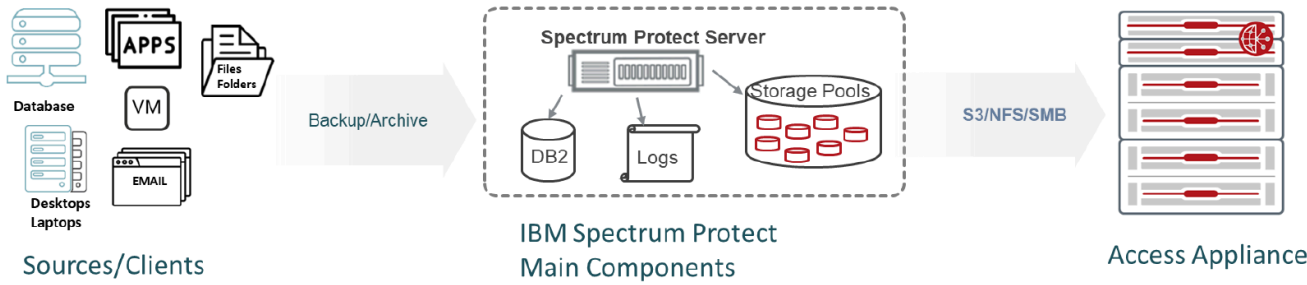 Database
APPS
Files
Folders
VM
Desktops
Laptops
EMAIL
Sources/Clients
Backup/Archive
Spectrum Protect Server
DB2
Logs
Storage Pools
IBM Spectrum Protect
Main Components
S3/NFS/SMB
Access Appliance